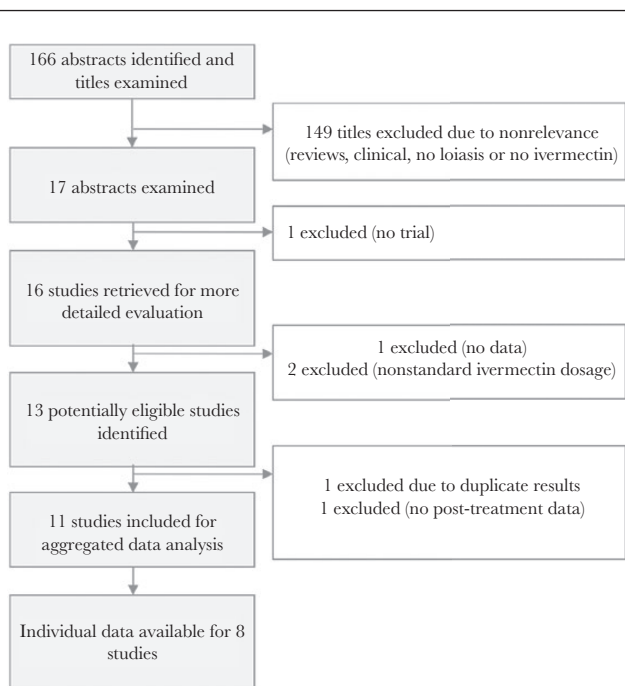 166 abstracts identified and
titles examined
149 titles excluded due to nonrelevance
(reviews, clinical, no loiasis or no ivermectin)
17 abstracts examined
1 excluded (no trial)
16 studies retrieved for more
detailed evaluation
1 excluded (no data)
2 excluded (nonstandard ivermectin dosage)
13 potentially eligible studies
identified
1 excluded due to duplicate results
1 excluded (no post-treatment data)
11 studies included for
aggregated data analysis
Individual data available for 8
studies